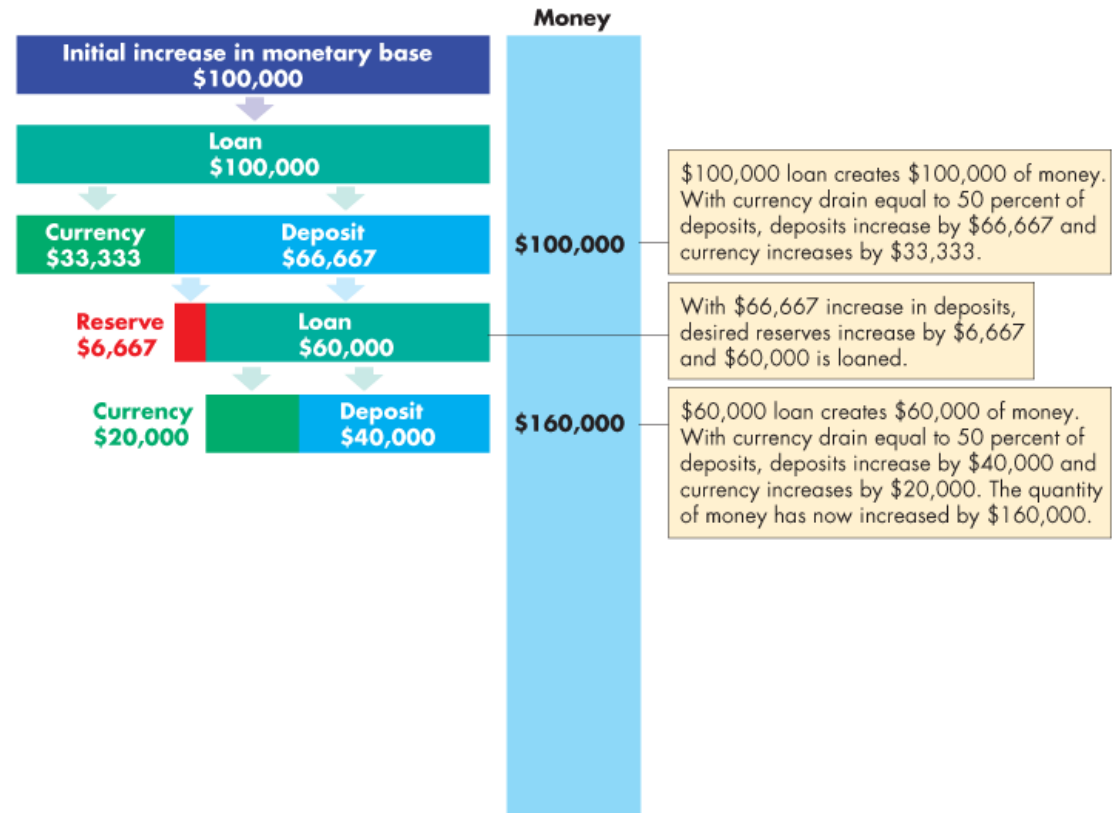 Money
Initial increase in monetary base
$100,000
Loan
$100,000
Currency
$33,333
Deposit
$66,667
$100,000
$100,000 loan creates $100,000 of money.
With currency drain equal to 50 percent of
deposits, deposits increase by $66,667 and
currency increases by $33,333.
Reserve
$6,667
Loan
$60,000
With $66,667 increase in deposits,
desired reserves increase by $6,667
and $60,000 is loaned.
Currency
$20,000
Deposit
$40,000
$160,000
$60,000 loan creates $60,000 of money.
With currency drain equal to 50 percent of
deposits, deposits increase by $40,000 and
currency increases by $20,000. The quantity
of money has now increased by $160,000.